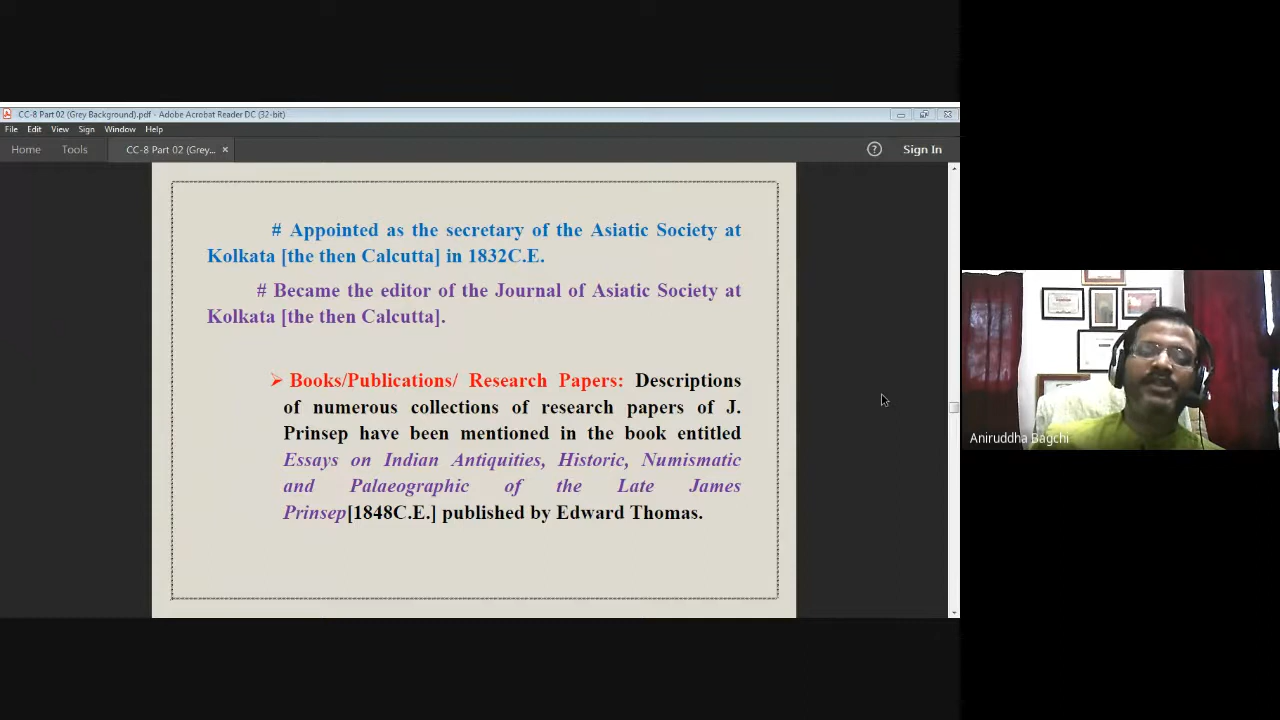 CC-8 Part 02 (Grey Background).pdf - Adobe Acrobat Reader DC (32-bit)
File Edit View Sign Window Help
Home Tools CC-8 Part 02 (Grey... × ? Sign In
# Appointed as the secretary of the Asiatic Society at
Kolkata [the then Calcutta] in 1832C.E.
# Became the editor of the Journal of Asiatic Society at
Kolkata [the then Calcutta].
➢ Books/Publications/ Research Papers: Descriptions
of numerous collections of research papers of J.
Prinsep have been mentioned in the book entitled
Essays on Indian Antiquities, Historic, Numismatic
and Palaeographic of the Late James
Prinsep[1848C.E.] published by Edward Thomas.
Aniruddha Bagchi